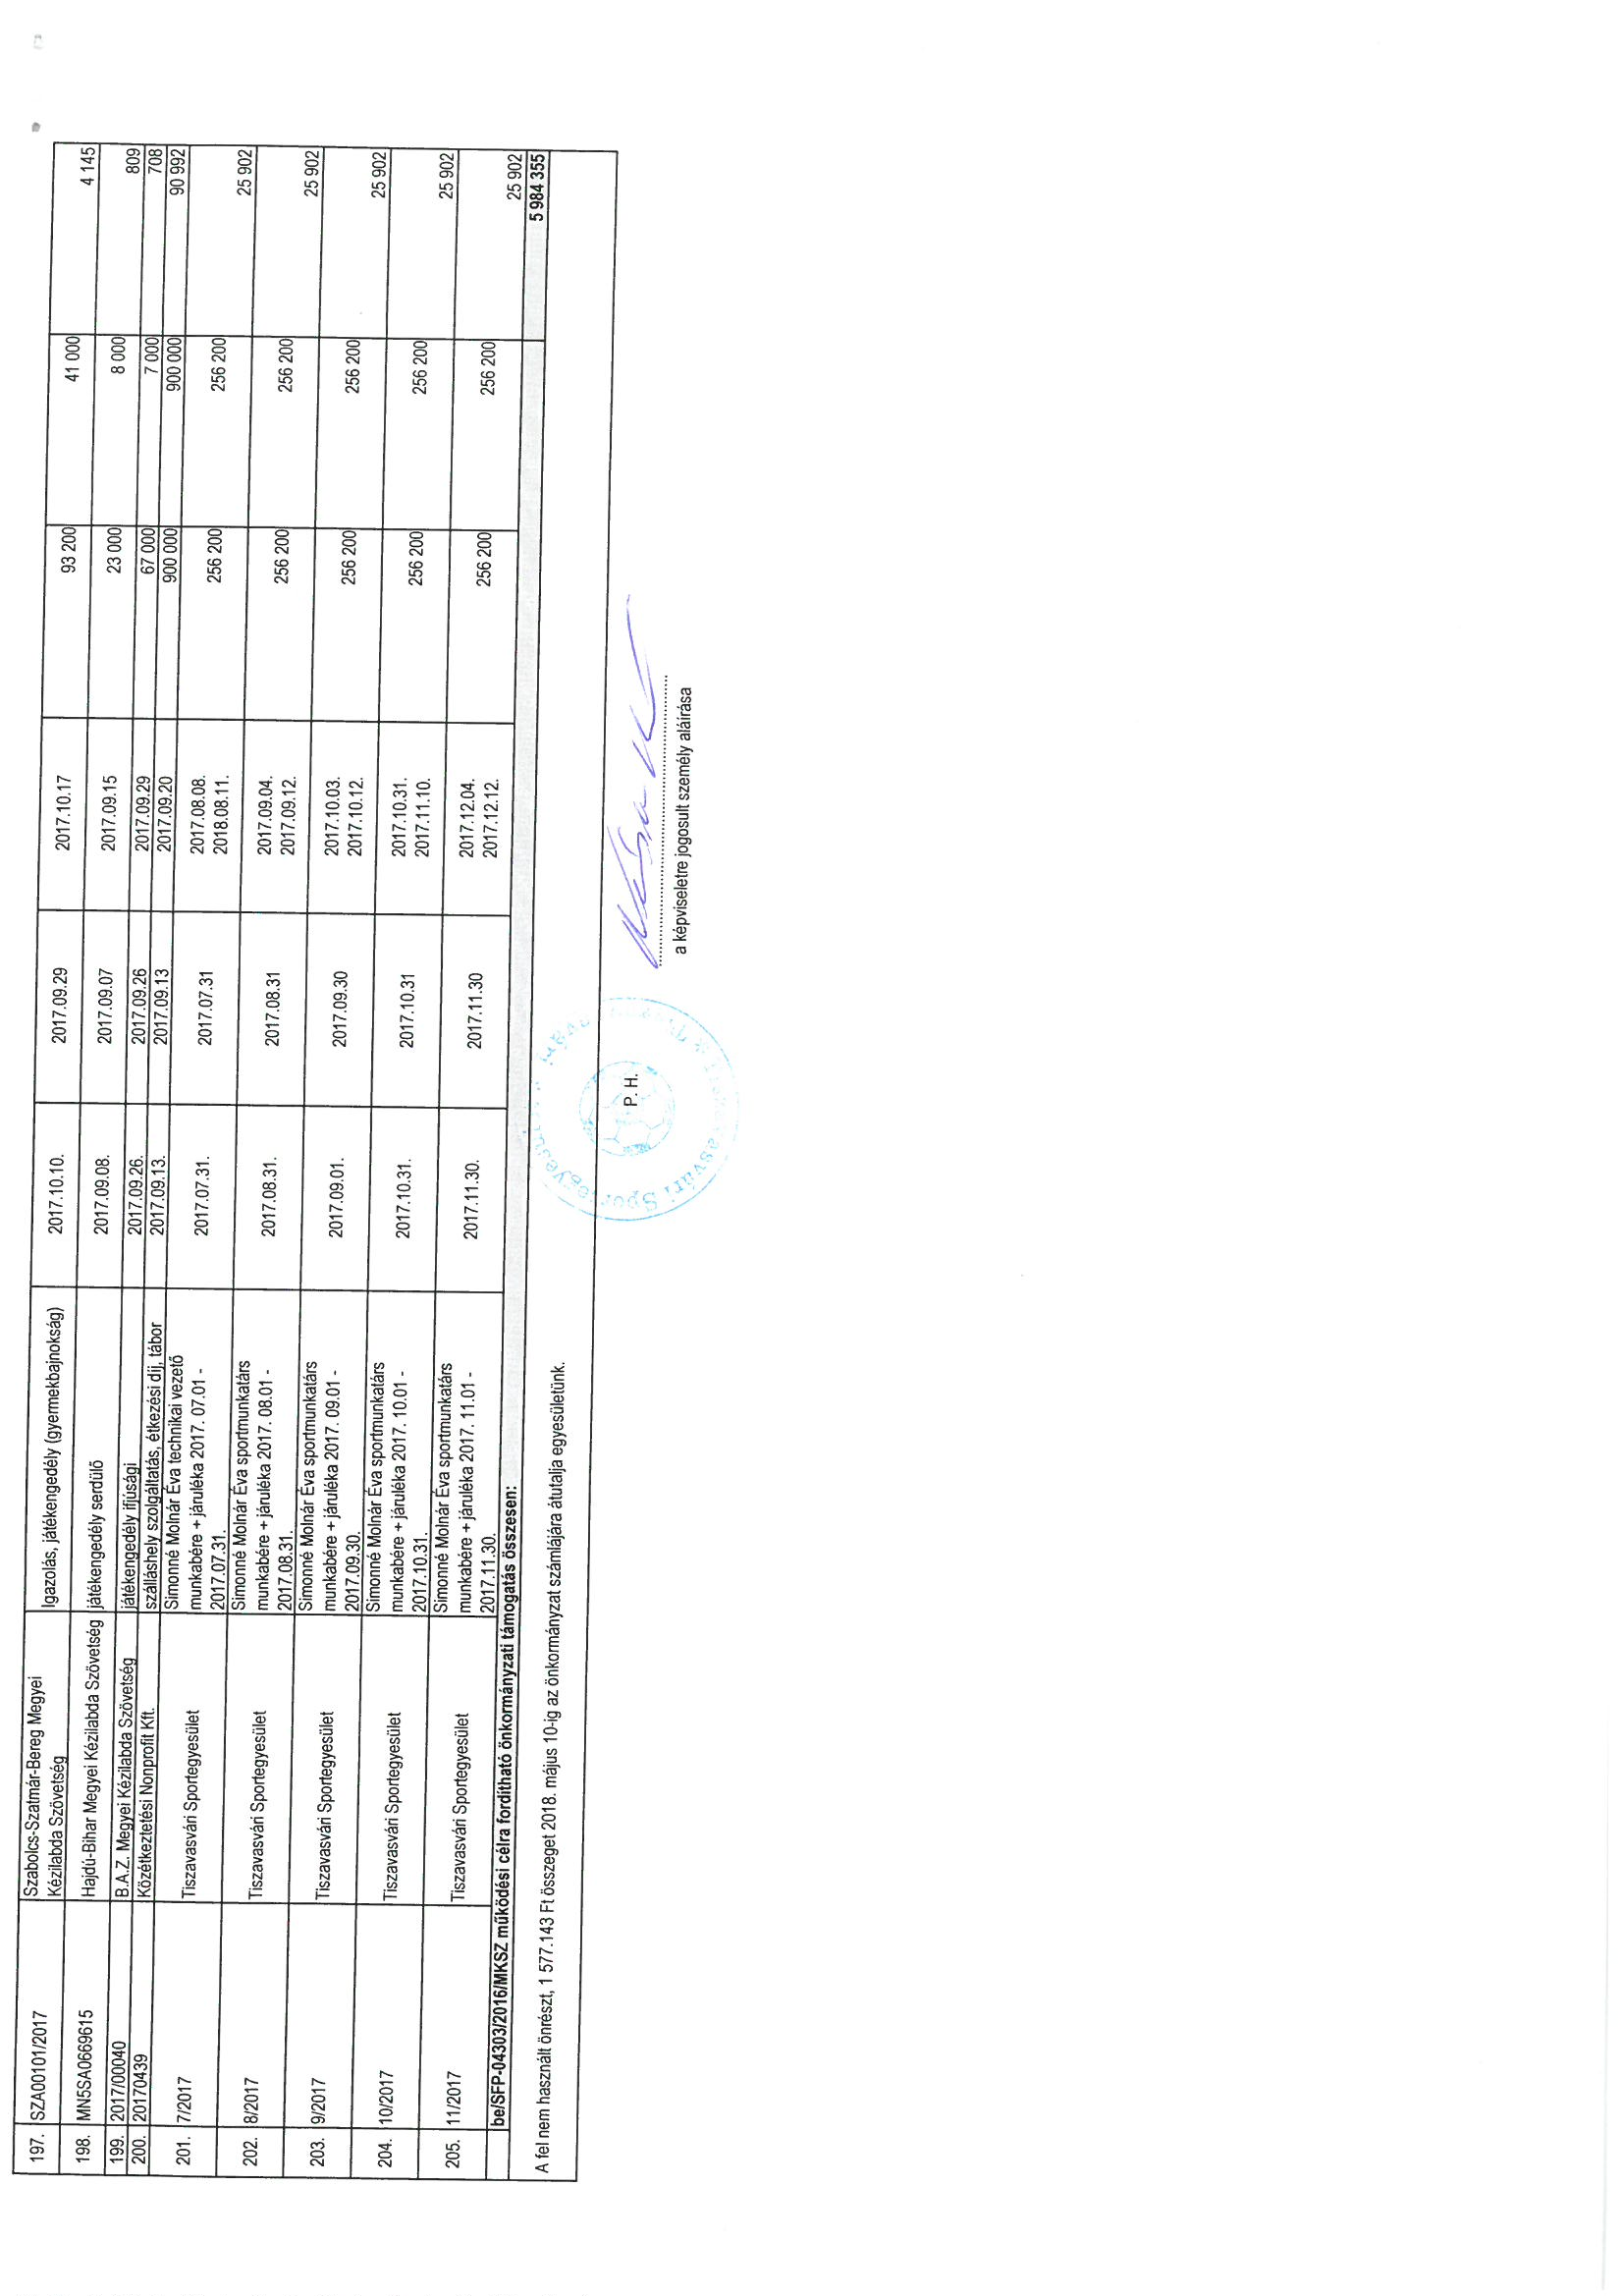 197. SZA00101/2017 Szabolcs-Szatmár-Bereg Megyei Kézilabda Szövetség Igazolás, játékengedély (gyermekbajnokság) 2017.10.10. 2017.09.29 2017.10.17 93 200 41 000 4 145
198. MN5SA0669615 Hajdú-Bihar Megyei Kézilabda Szövetség játékengedély serdülő 2017.09.08. 2017.09.07 2017.09.15 23 000 8 000 809
199. 2017/00040 B.A.Z. Megyei Kézilabda Szövetség játékengedély ifjúsági 2017.09.26. 2017.09.26 2017.09.29 67 000 7 000 708
200. 20170439 Közétkeztetési Nonprofit Kft. szálláshely szolgáltatás, étkezési díj, tábor 2017.09.13. 2017.09.13 2017.09.20 900 000 900 000 90 992
201. 7/2017 Tiszavasvári Sportegyesület Simonné Molnár Éva technikai vezető munkabére + járuléka 2017. 07.01 - 2017.07.31. 2017.07.31. 2017.07.31 2017.08.08. 2018.08.11. 256 200 256 200 25 902
202. 8/2017 Tiszavasvári Sportegyesület Simonné Molnár Éva sportmunkatárs munkabére + járuléka 2017. 08.01 - 2017.08.31. 2017.08.31. 2017.08.31 2017.09.04. 2017.09.12. 256 200 256 200 25 902
203. 9/2017 Tiszavasvári Sportegyesület Simonné Molnár Éva sportmunkatárs munkabére + járuléka 2017. 09.01 - 2017.09.30. 2017.09.01. 2017.09.30 2017.10.03. 2017.10.12. 256 200 256 200 25 902
204. 10/2017 Tiszavasvári Sportegyesület Simonné Molnár Éva sportmunkatárs munkabére + járuléka 2017. 10.01 - 2017.10.31. 2017.10.31. 2017.10.31 2017.10.31. 2017.11.10. 256 200 256 200 25 902
205. 11/2017 Tiszavasvári Sportegyesület Simonné Molnár Éva sportmunkatárs munkabére + járuléka 2017. 11.01 - 2017.11.30. 2017.11.30. 2017.11.30 2017.12.04. 2017.12.12. 256 200 256 200 25 902
be/SFP-04303/2016/MKSZ működési célra fordítható önkormányzati támogatás összesen: 5 984 355
A fel nem használt önrészt, 1 577.143 Ft összeget 2018. május 10-ig az önkormányzat számlájára átutalja egyesületünk.
P. H.
a képviseletre jogosult személy aláírása